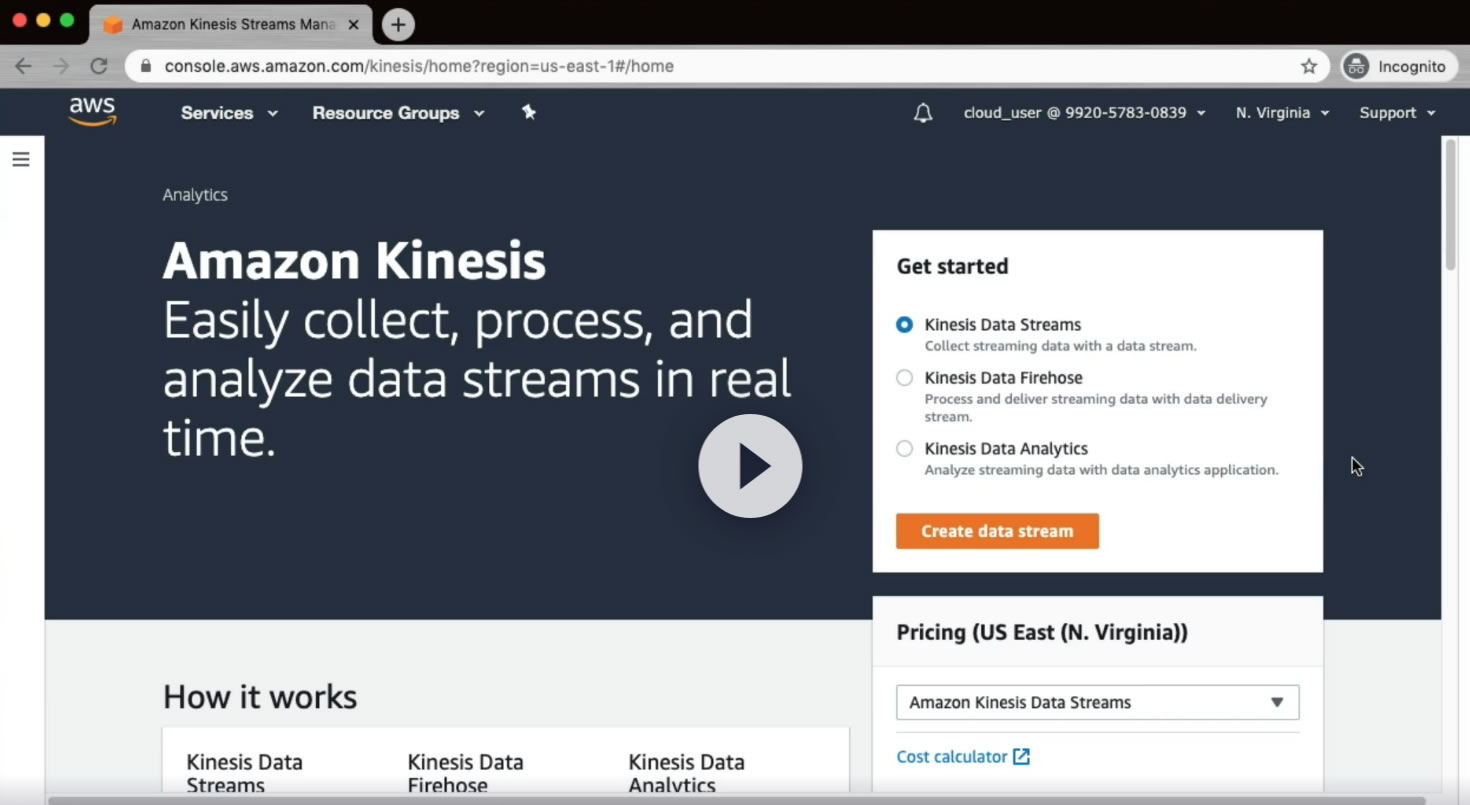 Amazon Kinesis Streams Mana
console.aws.amazon.com/kinesis/home?region=us-east-1#/home
Incognito
aws
Services
Resource Groups
cloud_user @ 9920-5783-0839
N. Virginia
Support
Analytics
Amazon Kinesis
Easily collect, process, and
analyze data streams in real
time.
Get started
Kinesis Data Streams
Collect streaming data with a data stream.
Kinesis Data Firehose
Process and deliver streaming data with data delivery
stream.
Kinesis Data Analytics
Analyze streaming data with data analytics application.
Create data stream
Pricing (US East (N. Virginia))
Amazon Kinesis Data Streams
Cost calculator
How it works
Kinesis Data
Streams
Kinesis Data
Firehose
Kinesis Data
Analytics